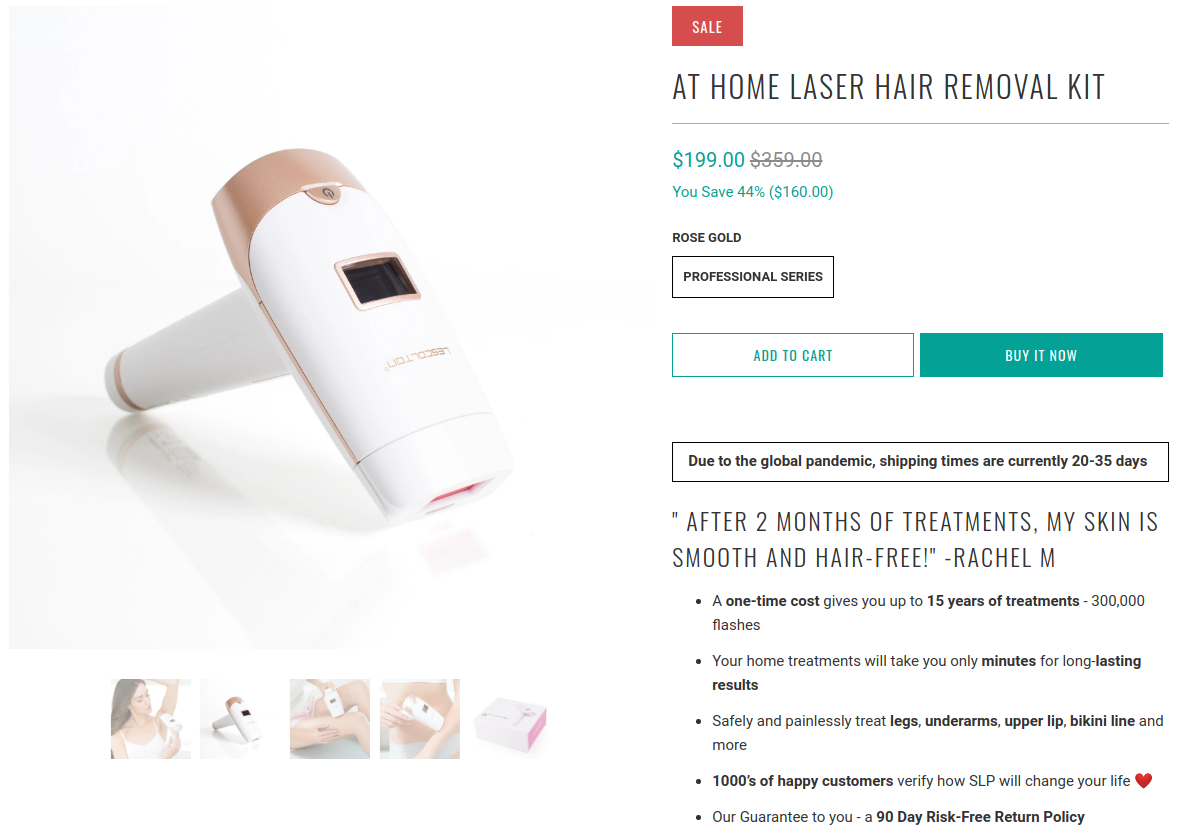 SALE
AT HOME LASER HAIR REMOVAL KIT
$199.00 $359.00
You Save 44% ($160.00)
ROSE GOLD
PROFESSIONAL SERIES
ADD TO CART
BUY IT NOW
LESCOLTON
Due to the global pandemic, shipping times are currently 20-35 days
" AFTER 2 MONTHS OF TREATMENTS, MY SKIN IS
SMOOTH AND HAIR-FREE!" -RACHEL M
A one-time cost gives you up to 15 years of treatments - 300,000
flashes
Your home treatments will take you only minutes for long-lasting
results
Safely and painlessly treat legs, underarms, upper lip, bikini line and
more
1000’s of happy customers verify how SLP will change your life ❤️
Our Guarantee to you - a 90 Day Risk-Free Return Policy